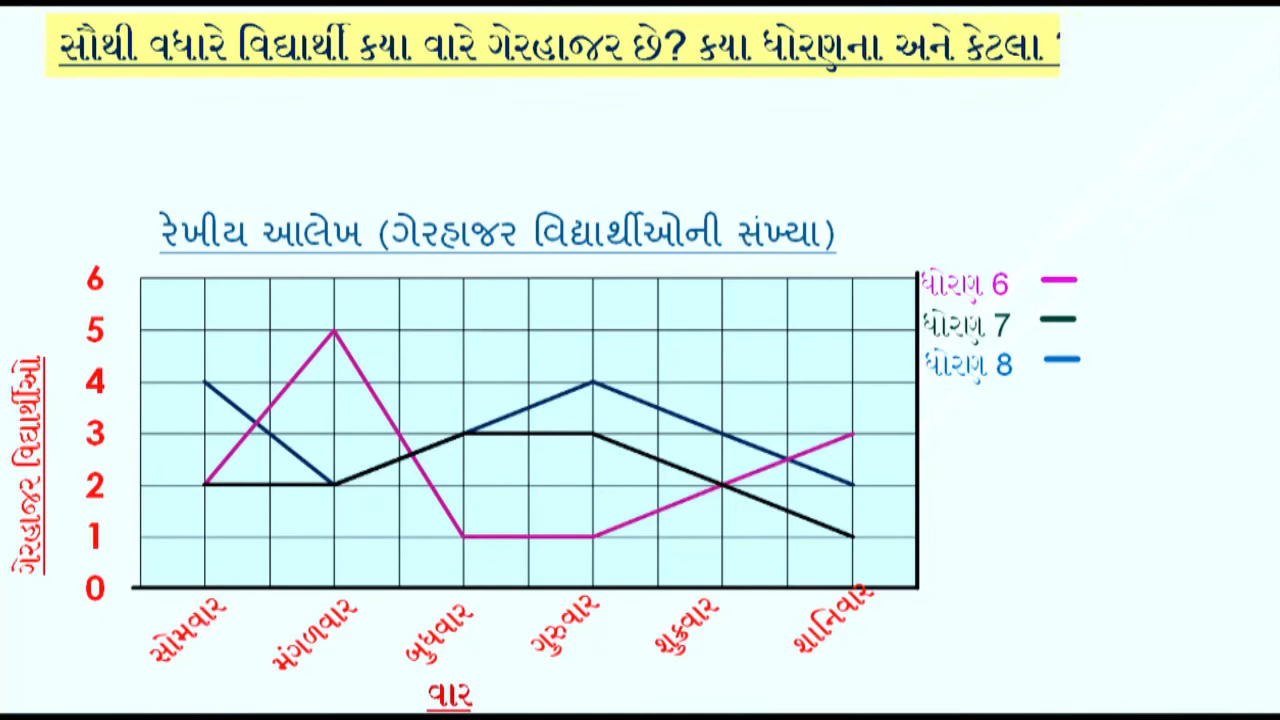 સૌથી વધારે વિદ્યાર્થી કયા વારે ગેરહાજર છે? કયા ધોરણના અને કેટલા
રેખીય આલેખ (ગેરહાજર વિદ્યાર્થીઓની સંખ્યા)
6
5
4
3
2
1
0
ગેરહાજર વિદ્યાર્થીઓ
ધોરણ 6
ધોરણ 7
ધોરણ 8
સોમવાર
મંગળવાર
બુધવાર
ગુરુવાર
શુક્રવાર
શાનિવાર
વાર